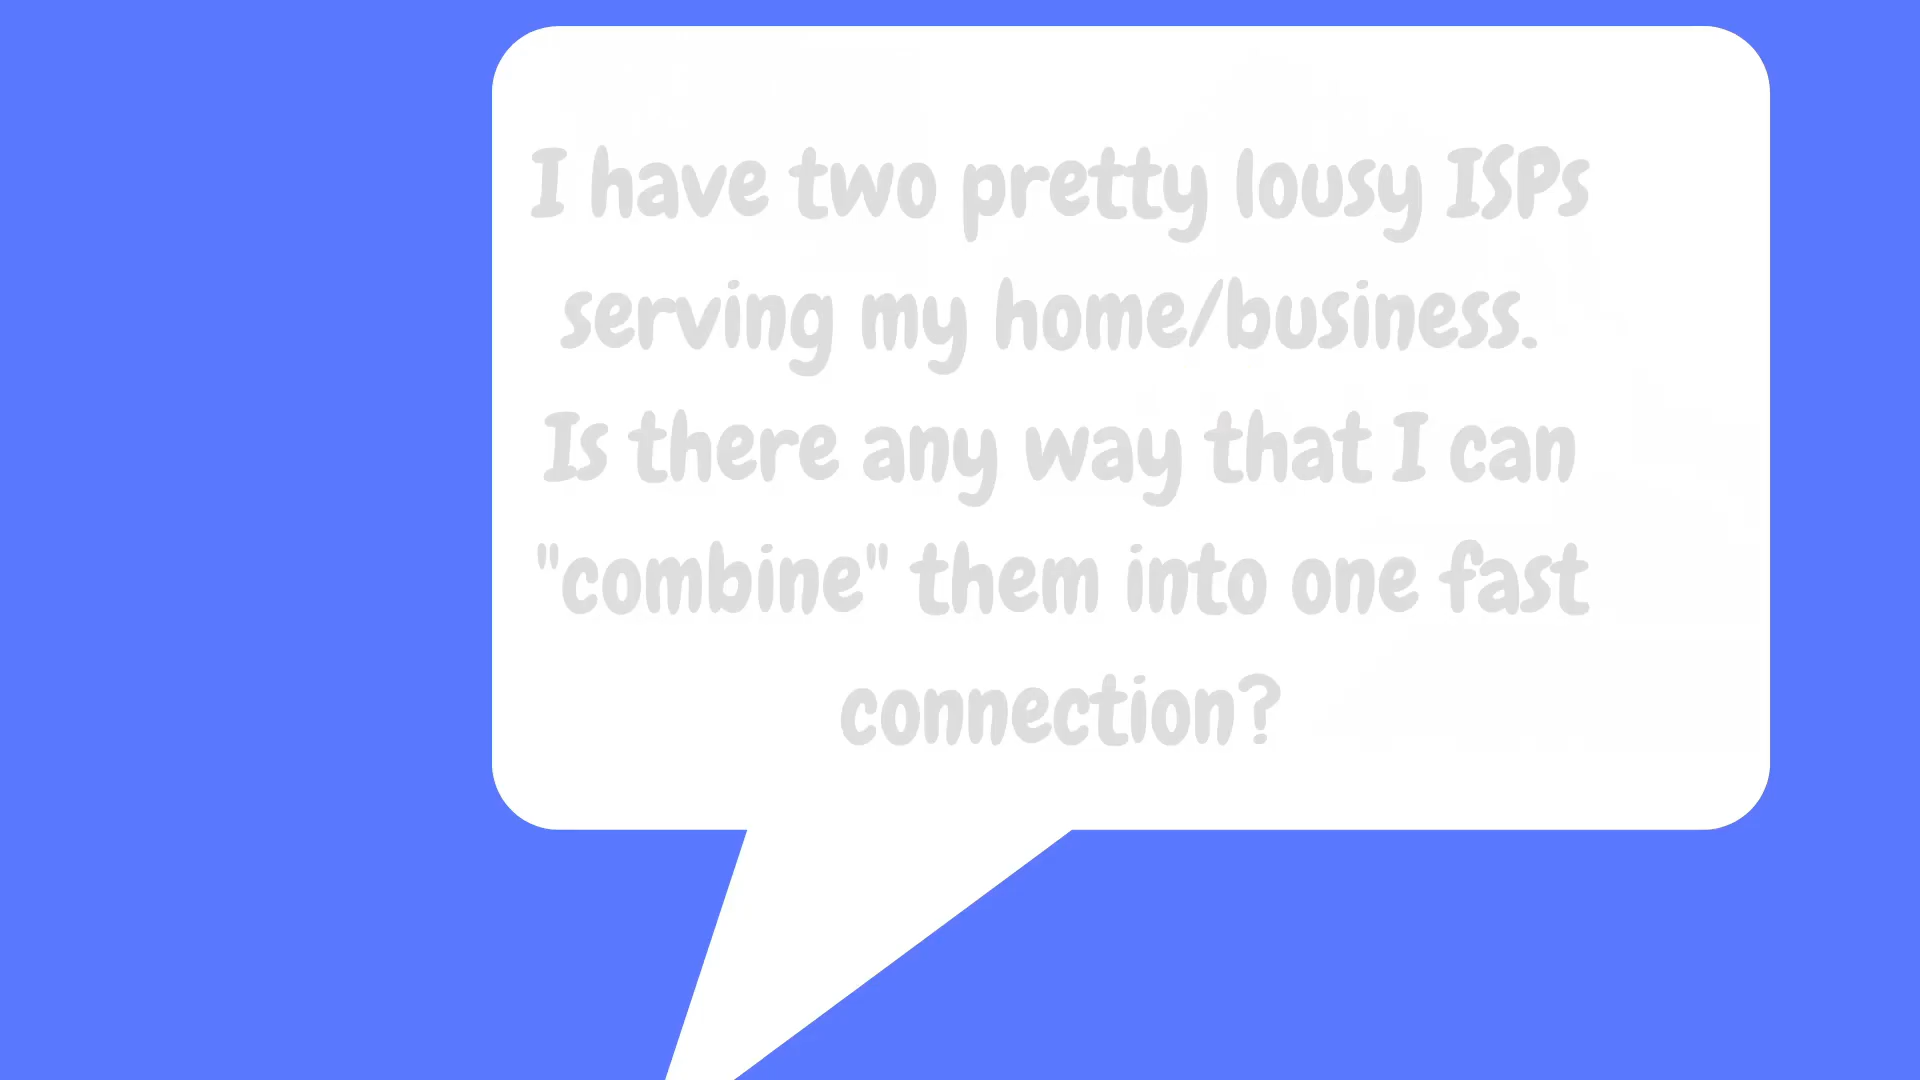 I have two pretty lousy ISPs
serving my home/business.
Is there any way that I can
"combine" them into one fast
connection?